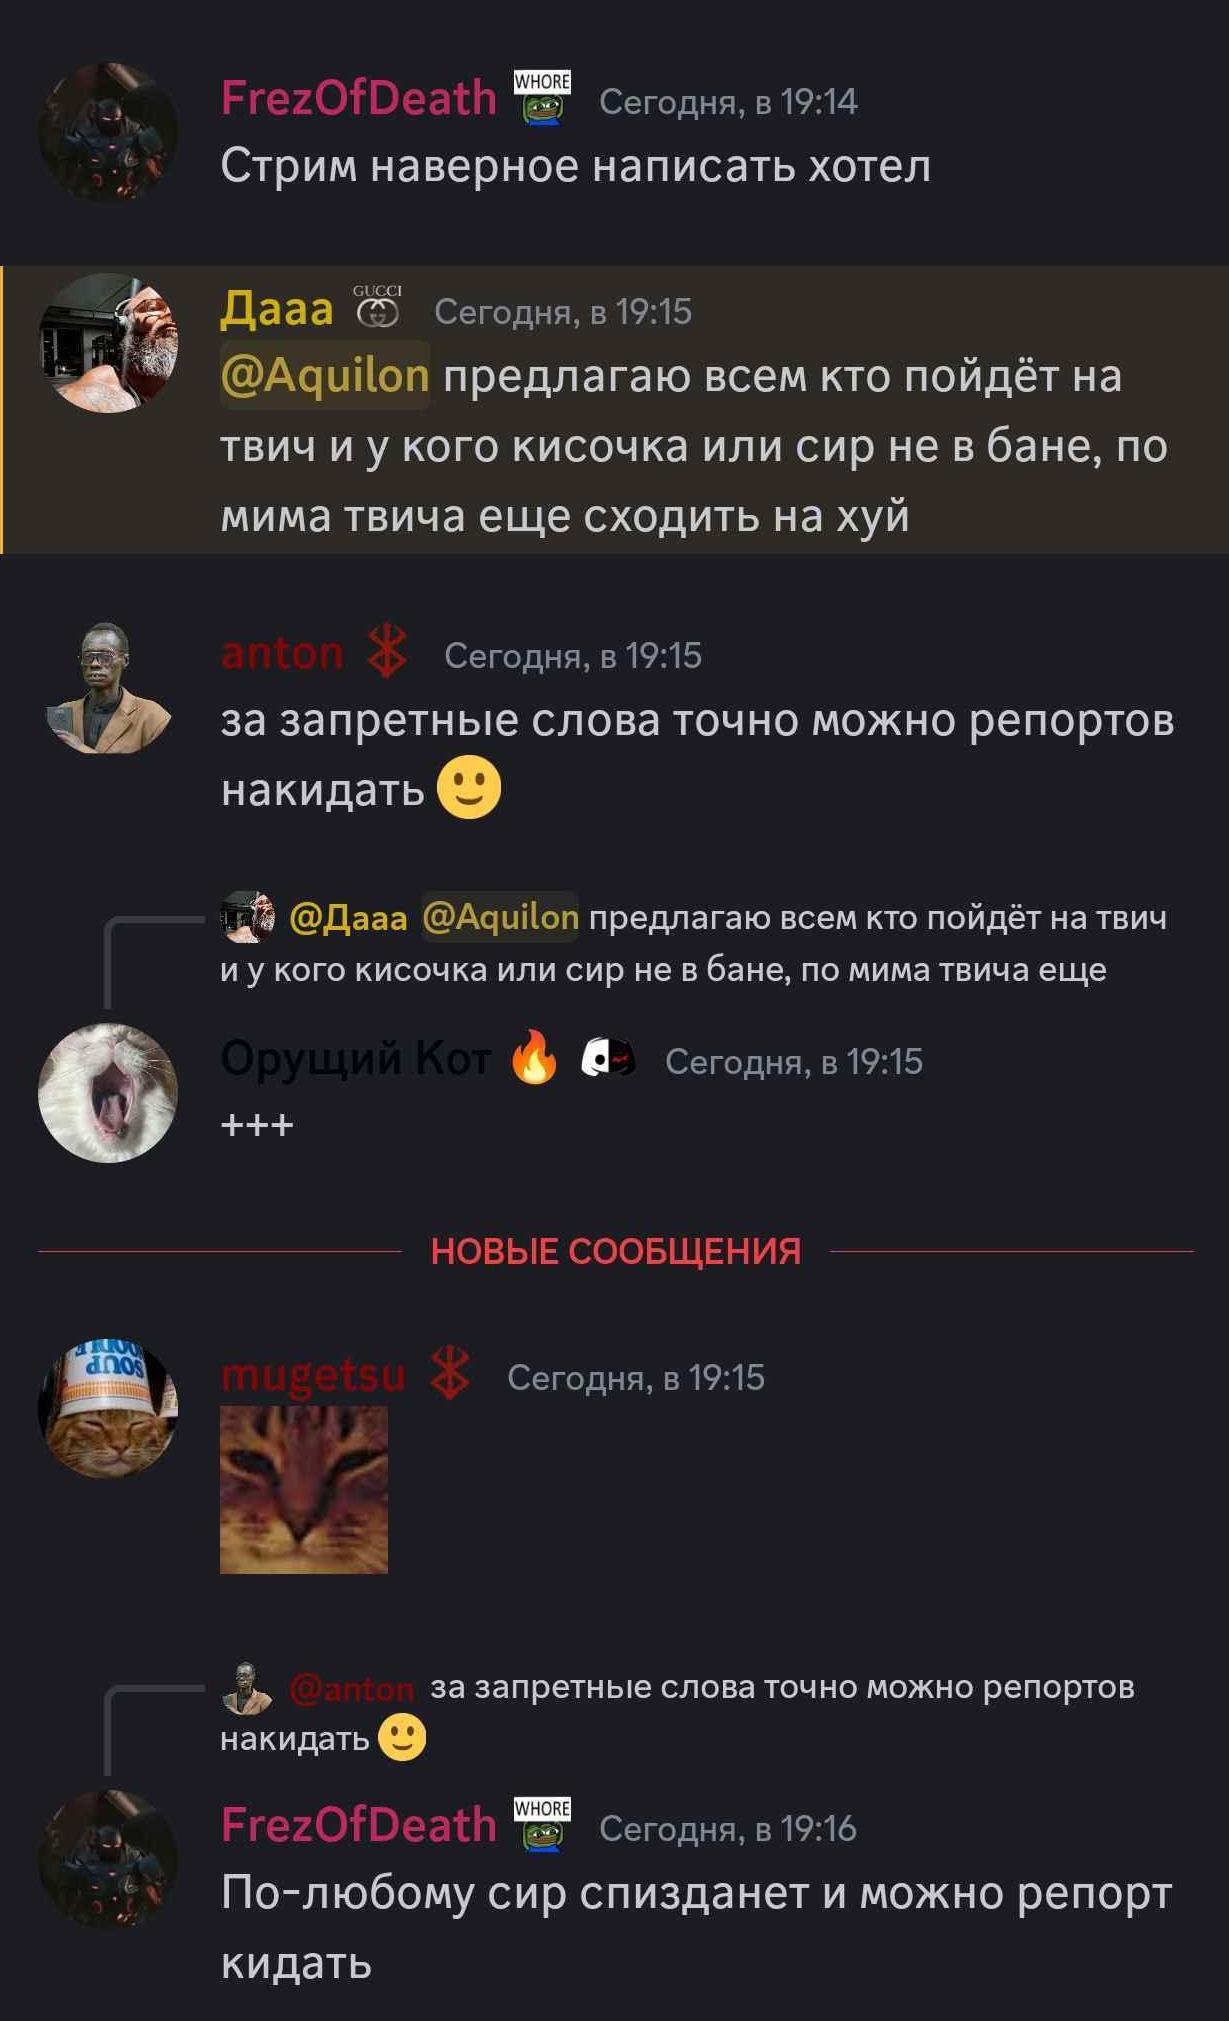 FrezOfDeath WHORE Сегодня, в 19:14
Стрим наверное написать хотел
Дааа GUCCI Сегодня, в 19:15
@Aquilon предлагаю всем кто пойдёт на
твич и у кого кисочка или сир не в бане, по
мима твича еще сходить на хуй
anton Сегодня, в 19:15
за запретные слова точно можно репортов
накидать
@Дааа @Aquilon предлагаю всем кто пойдёт на твич
и у кого кисочка или сир не в бане, по мима твича еще
Орущий Кот Сегодня, в 19:15
+++
НОВЫЕ СООБЩЕНИЯ
SOUP
mugetsu Сегодня, в 19:15
@anton за запретные слова точно можно репортов
накидать
FrezOfDeath WHORE Сегодня, в 19:16
По-любому сир спизданет и можно репорт
кидать